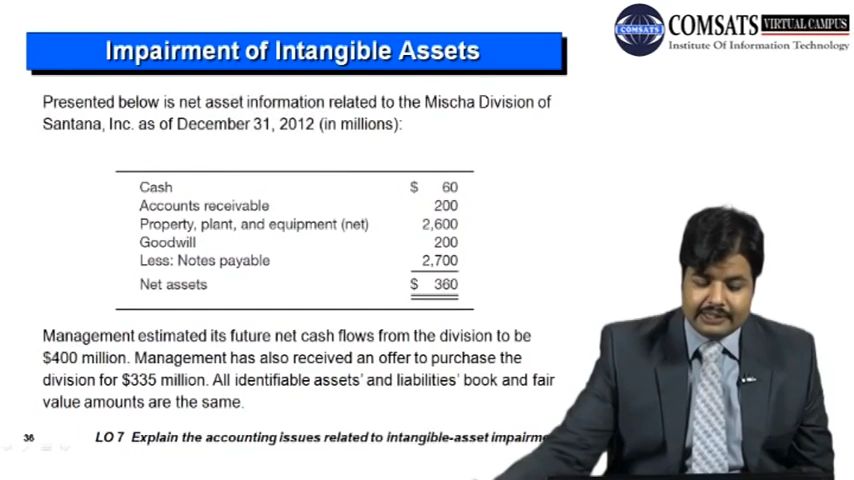 Impairment of Intangible Assets
COMSATS VIRTUAL CAMPUS
Institute Of Information Technology
COMSATS
Presented below is net asset information related to the Mischa Division of
Santana, Inc. as of December 31, 2012 (in millions):
Cash $ 60
Accounts receivable 200
Property, plant, and equipment (net) 2,600
Goodwill 200
Less: Notes payable 2,700
Net assets $ 360
Management estimated its future net cash flows from the division to be
$400 million. Management has also received an offer to purchase the
division for $335 million. All identifiable assets' and liabilities' book and fair
value amounts are the same.
36
LO 7 Explain the accounting issues related to intangible-asset impairme